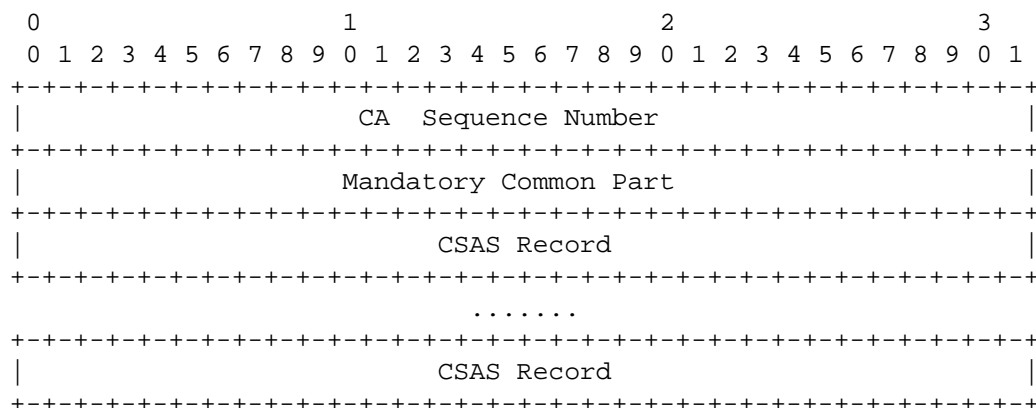 0                   1                   2                   3
0 1 2 3 4 5 6 7 8 9 0 1 2 3 4 5 6 7 8 9 0 1 2 3 4 5 6 7 8 9 0 1
+-+-+-+-+-+-+-+-+-+-+-+-+-+-+-+-+-+-+-+-+-+-+-+-+-+-+-+-+-+-+-+-+
| CA  Sequence Number |
+-+-+-+-+-+-+-+-+-+-+-+-+-+-+-+-+-+-+-+-+-+-+-+-+-+-+-+-+-+-+-+-+
| Mandatory Common Part |
+-+-+-+-+-+-+-+-+-+-+-+-+-+-+-+-+-+-+-+-+-+-+-+-+-+-+-+-+-+-+-+-+
| CSAS Record |
+-+-+-+-+-+-+-+-+-+-+-+-+-+-+-+-+-+-+-+-+-+-+-+-+-+-+-+-+-+-+-+-+
.......
+-+-+-+-+-+-+-+-+-+-+-+-+-+-+-+-+-+-+-+-+-+-+-+-+-+-+-+-+-+-+-+-+
| CSAS Record |
+-+-+-+-+-+-+-+-+-+-+-+-+-+-+-+-+-+-+-+-+-+-+-+-+-+-+-+-+-+-+-+-+